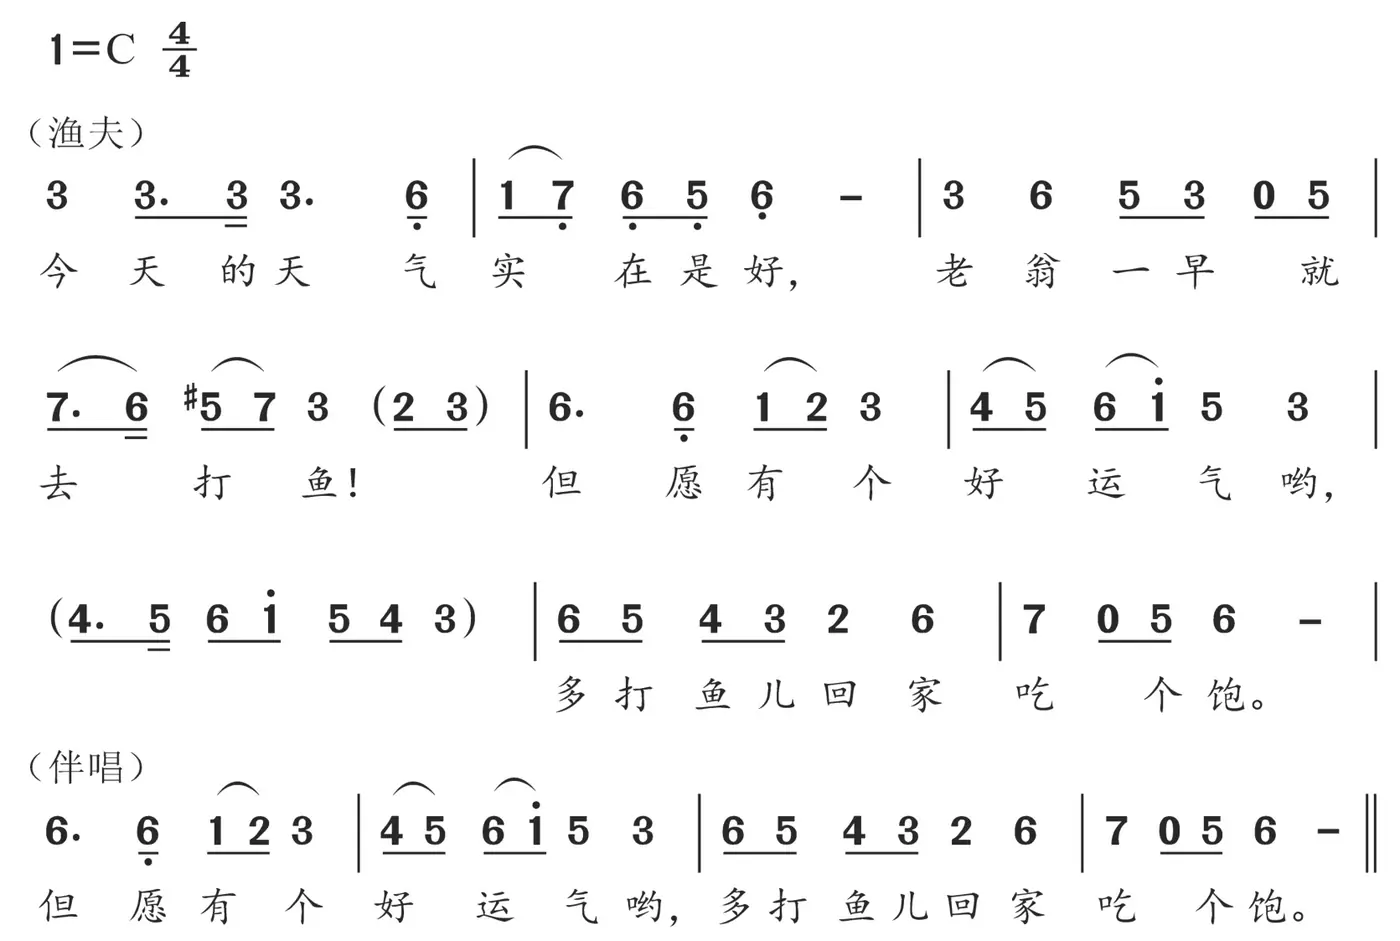 1=C 4/4
（渔夫）
3 3. 3 3. 6 | 1 7 6 5 6 – | 3 6 5 3 0 5 |
今 天 的 天 气 实 在 是 好， 老 翁 一 早 就
7. 6 #5 7 3 (2 3) | 6. 6 1 2 3 | 4 5 6 1 5 3 |
去 打 鱼！ 但 愿 有 个 好 运 气 哟，
(4. 5 6 1 5 4 3) | 6 5 4 3 2 6 | 7 0 5 6 – |
多 打 鱼 儿 回 家 吃 个 饱。
（伴唱）
6. 6 1 2 3 | 4 5 6 1 5 3 | 6 5 4 3 2 6 | 7 0 5 6 – ||
但 愿 有 个 好 运 气 哟， 多 打 鱼 儿 回 家 吃 个 饱。